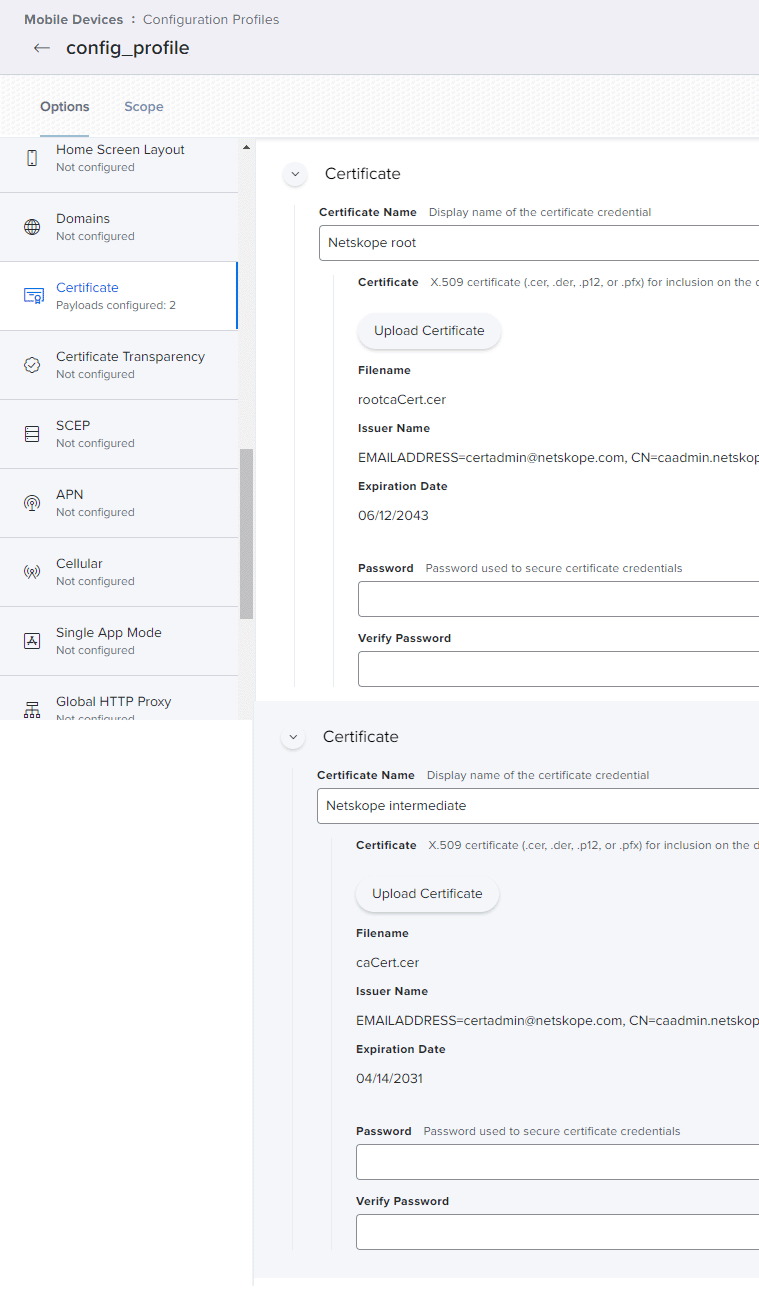 Mobile Devices : Configuration Profiles
← config_profile
Options Scope
Home Screen Layout
Not configured
Domains
Not configured
Certificate
Payloads configured: 2
Certificate Transparency
Not configured
SCEP
Not configured
APN
Not configured
Cellular
Not configured
Single App Mode
Not configured
Global HTTP Proxy
Not configured
Certificate
Certificate Name Display name of the certificate credential
Netskope root
Certificate X.509 certificate (.cer, .der, .p12, or .pfx) for inclusion on the
Upload Certificate
Filename
rootcaCert.cer
Issuer Name
EMAILADDRESS=certadmin@netskope.com, CN=caadmin.netskop
Expiration Date
06/12/2043
Password Password used to secure certificate credentials
Verify Password
Certificate
Certificate Name Display name of the certificate credential
Netskope intermediate
Certificate X.509 certificate (.cer, .der, .p12, or .pfx) for inclusion on the d
Upload Certificate
Filename
caCert.cer
Issuer Name
EMAILADDRESS=certadmin@netskope.com, CN=caadmin.netskop
Expiration Date
04/14/2031
Password Password used to secure certificate credentials
Verify Password